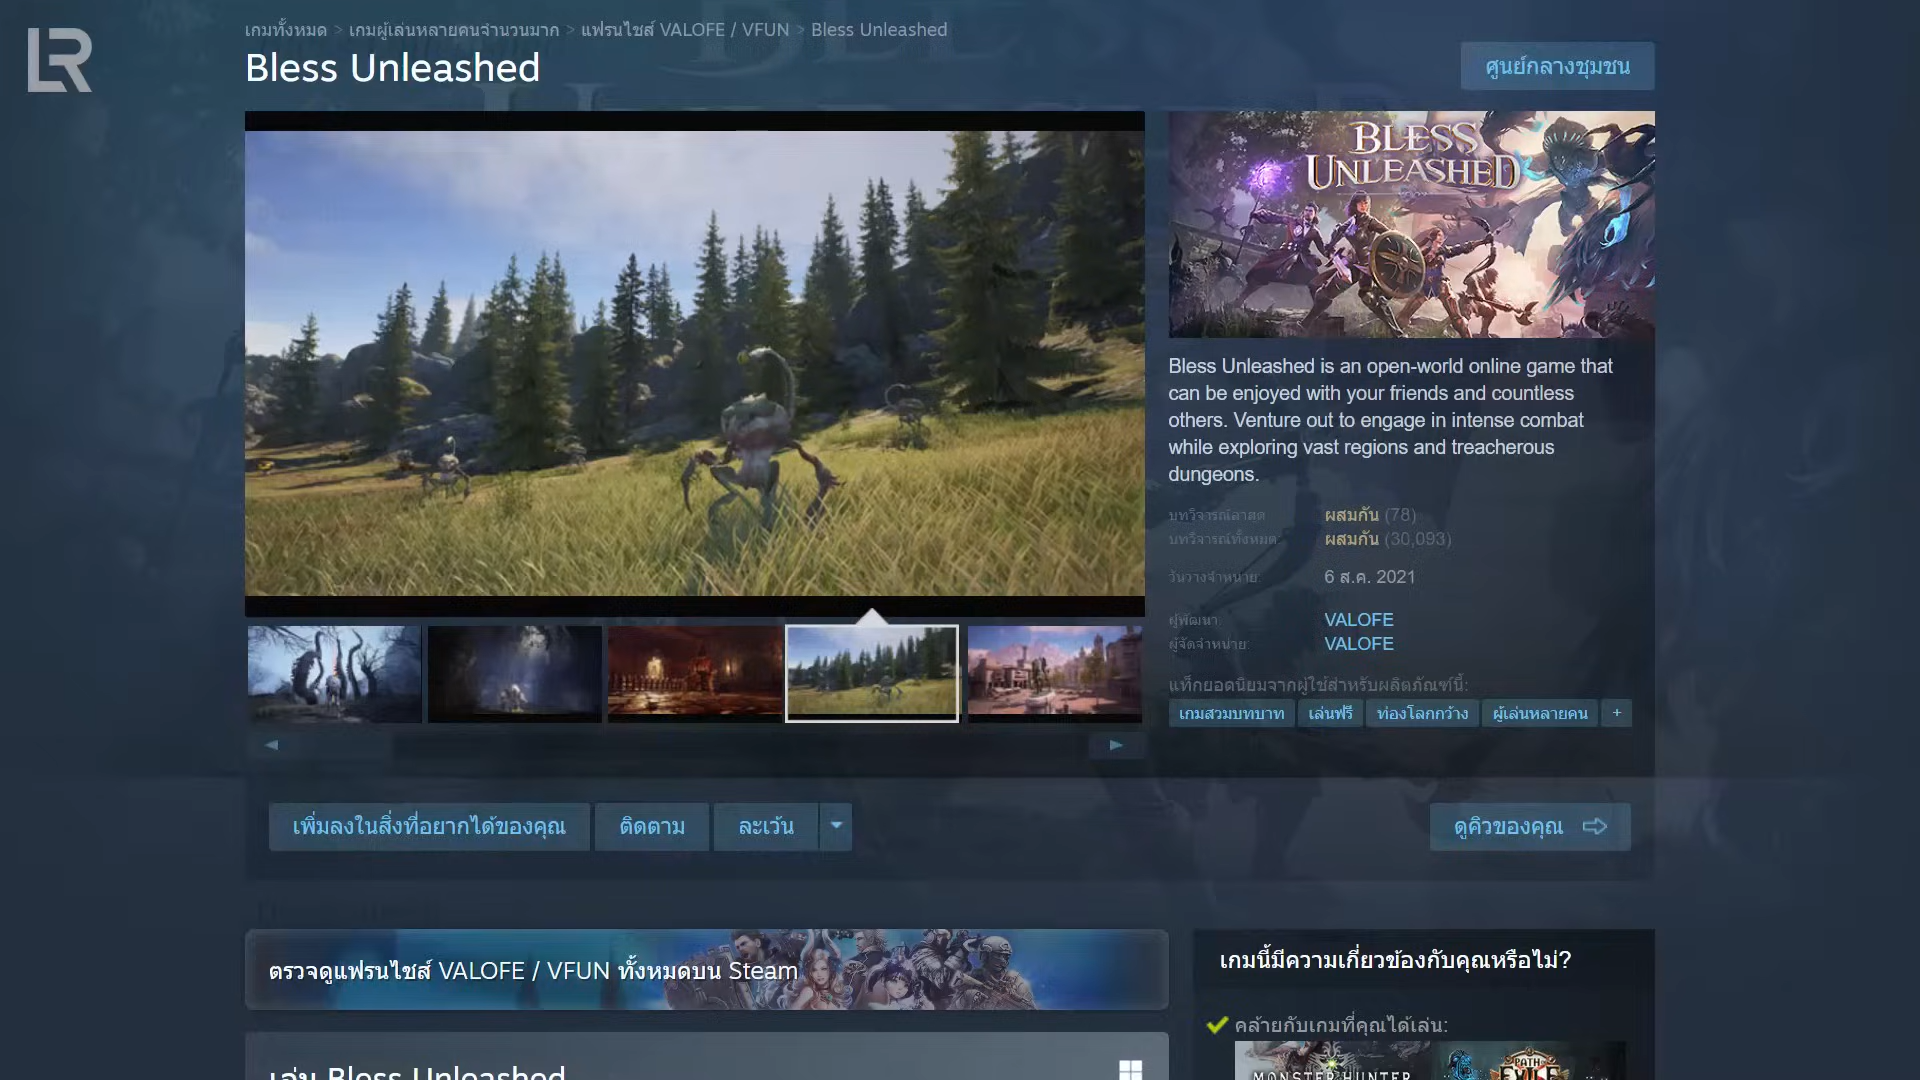 LR
เกมทั้งหมด > เกมผู้เล่นหลายคนจำนวนมาก > แฟรนไชส์ VALOFE / VFUN > Bless Unleashed
Bless Unleashed
ศูนย์กลางชุมชน
BLESS
UNLEASHED
Bless Unleashed is an open-world online game that
can be enjoyed with your friends and countless
others. Venture out to engage in intense combat
while exploring vast regions and treacherous
dungeons.
บทวิจารณ์ล่าสุด: ผสมกัน (78)
บทวิจารณ์ทั้งหมด: ผสมกัน (30,093)
วันวางจำหน่าย: 6 ส.ค. 2021
ผู้พัฒนา: VALOFE
ผู้จัดจำหน่าย: VALOFE
แท็กยอดนิยมจากผู้ใช้สำหรับผลิตภัณฑ์นี้:
เกมสวมบทบาท เล่นฟรี ท่องโลกกว้าง ผู้เล่นหลายคน +
เพิ่มลงในสิ่งที่อยากได้ของคุณ ติดตาม ละเว้น ดูคิวของคุณ
ตรวจดูแฟรนไชส์ VALOFE / VFUN ทั้งหมดบน Steam
เกมนี้มีความเกี่ยวข้องกับคุณหรือไม่?
คล้ายกับเกมที่คุณได้เล่น:
MONSTER HUNTER
PATH OF
EXILE
เล่น Bless Unleashed